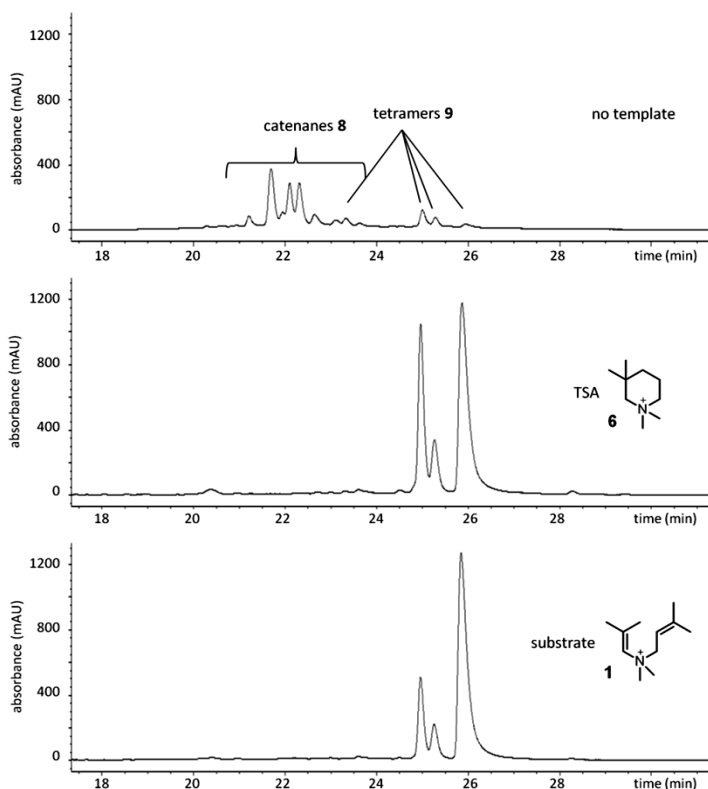 absorbance (mAU)
1200
800
400
0
catenanes 8
tetramers 9
no template
18 20 22 24 26 28 time (min)
absorbance (mAU)
1200
800
400
0
TSA
6
N
+
18 20 22 24 26 28 time (min)
absorbance (mAU)
1200
800
400
0
substrate
1
N
+
18 20 22 24 26 28 time (min)